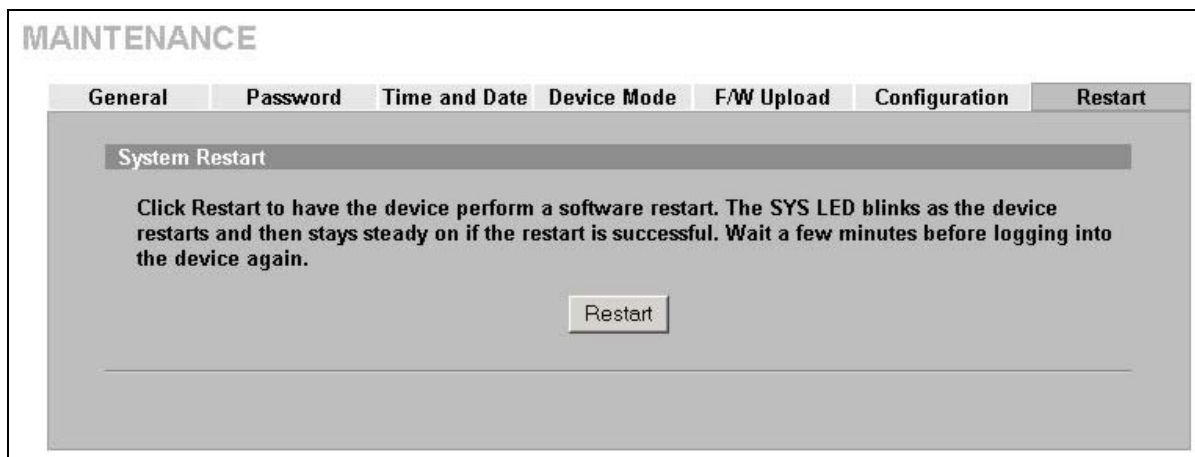 MAINTENANCE
General Password Time and Date Device Mode F/W Upload Configuration Restart
System Restart
Click Restart to have the device perform a software restart. The SYS LED blinks as the device
restarts and then stays steady on if the restart is successful. Wait a few minutes before logging into
the device again.
Restart